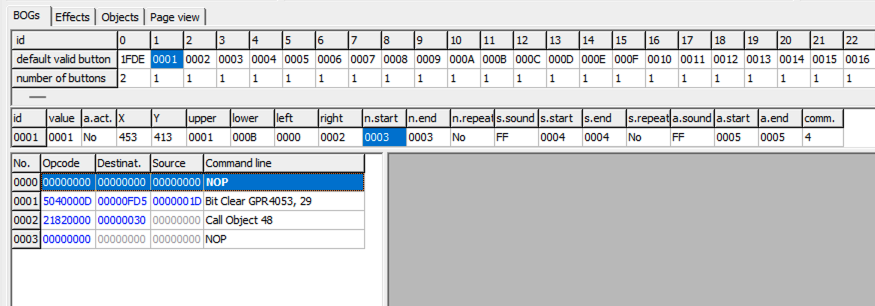 BOGs Effects Objects Page view
id 0 1 2 3 4 5 6 7 8 9 10 11 12 13 14 15 16 17 18 19 20 21 22
default valid button 1FDE 0001 0002 0003 0004 0005 0006 0007 0008 0009 000A 000B 000C 000D 000E 000F 0010 0011 0012 0013 0014 0015 0016
number of buttons 2 1 1 1 1 1 1 1 1 1 1 1 1 1 1 1 1 1 1 1 1 1 1
id value a.act. X Y upper lower left right n.start n.end n.repeat s.sound s.start s.end s.repeat a.sound a.start a.end comm.
0001 0001 No 453 413 0001 000B 0000 0002 0003 0003 No FF 0004 0004 No FF 0005 0005 4
No. Opcode Destinat. Source Command line
0000 00000000 00000000 00000000 NOP
0001 5040000D 00000FD5 0000001D Bit Clear GPR4053, 29
0002 21820000 00000030 00000000 Call Object 48
0003 00000000 00000000 00000000 NOP